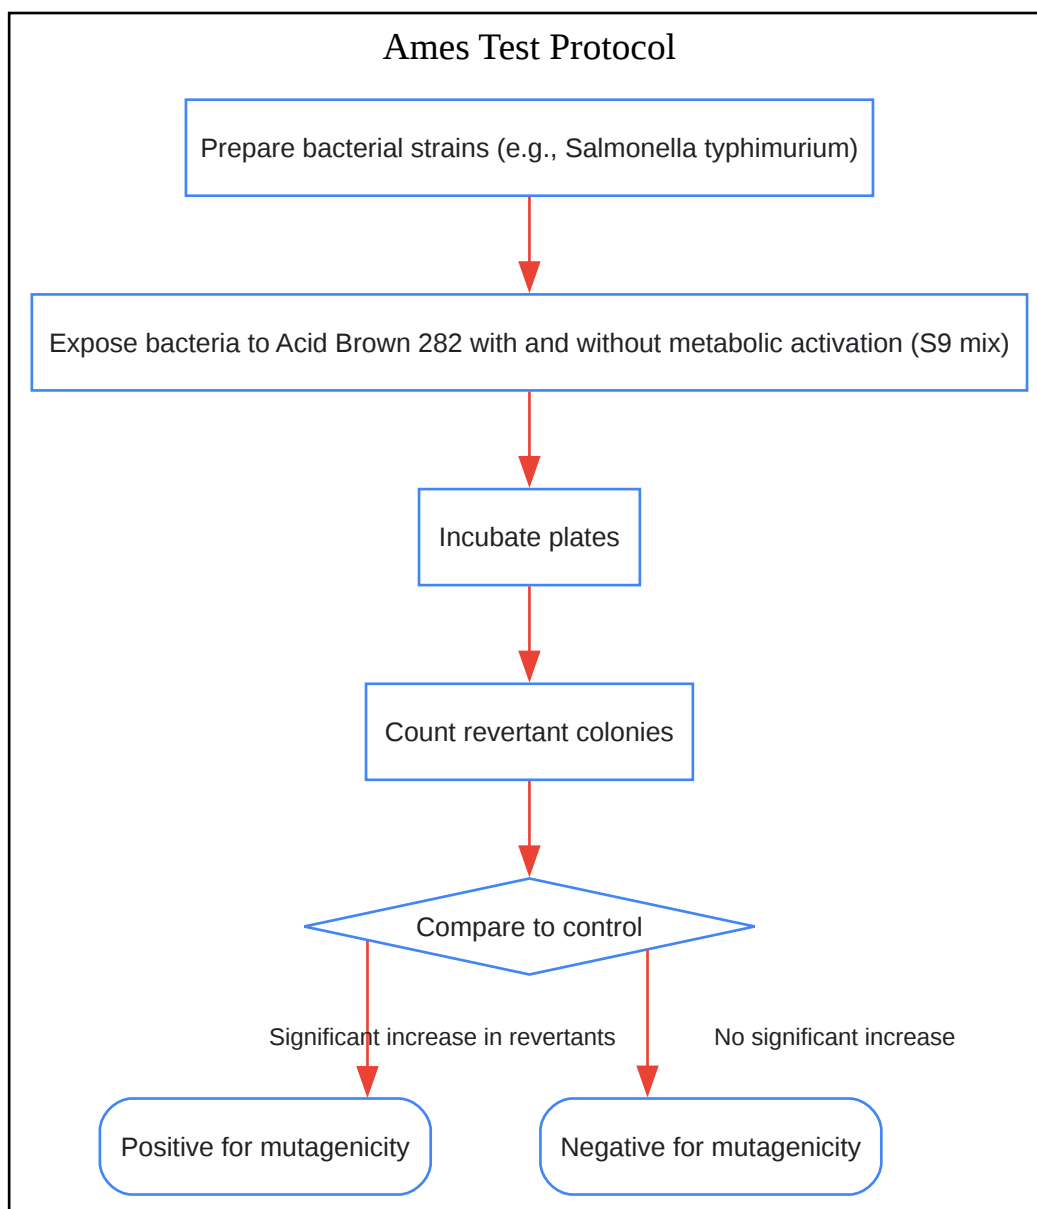 Ames Test Protocol
Prepare bacterial strains (e.g., Salmonella typhimurium)
Expose bacteria to Acid Brown 282 with and without metabolic activation (S9 mix)
Incubate plates
Count revertant colonies
Compare to control
Significant increase in revertants
No significant increase
Positive for mutagenicity
Negative for mutagenicity